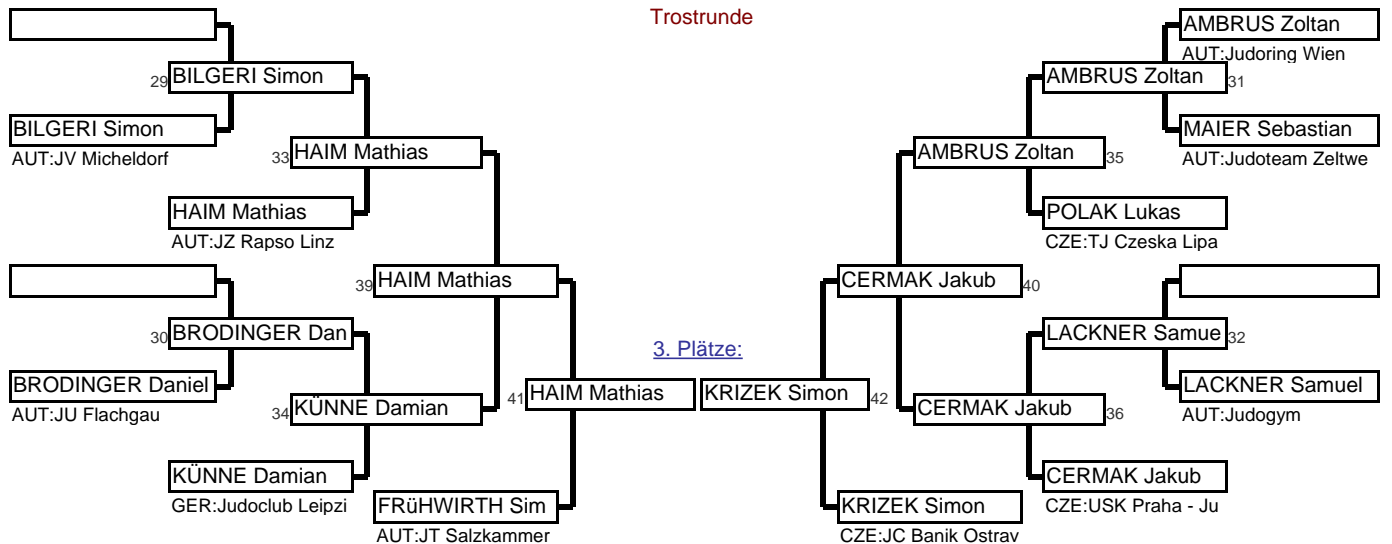 Trostrunde
AMBRUS Zoltan
AUT:Judoring Wien
29 BILGERI Simon
AMBRUS Zoltan 31
BILGERI Simon
AUT:JV Micheldorf
MAIER Sebastian
AUT:Judoteam Zeltwe
33 HAIM Mathias
AMBRUS Zoltan 35
HAIM Mathias
AUT:JZ Rapso Linz
POLAK Lukas
CZE:TJ Czeska Lipa
39 HAIM Mathias
CERMAK Jakub 40
30 BRODINGER Dan
LACKNER Samue 32
3. Plätze:
BRODINGER Daniel
AUT:JU Flachgau
41 HAIM Mathias
KRIZEK Simon 42
LACKNER Samuel
AUT:Judogym
34 KÜNNE Damian
CERMAK Jakub 36
KÜNNE Damian
GER:Judoclub Leipzi
CERMAK Jakub
CZE:USK Praha - Ju
FRüHWIRTH Sim
AUT:JT Salzkammer
KRIZEK Simon
CZE:JC Banik Ostrav